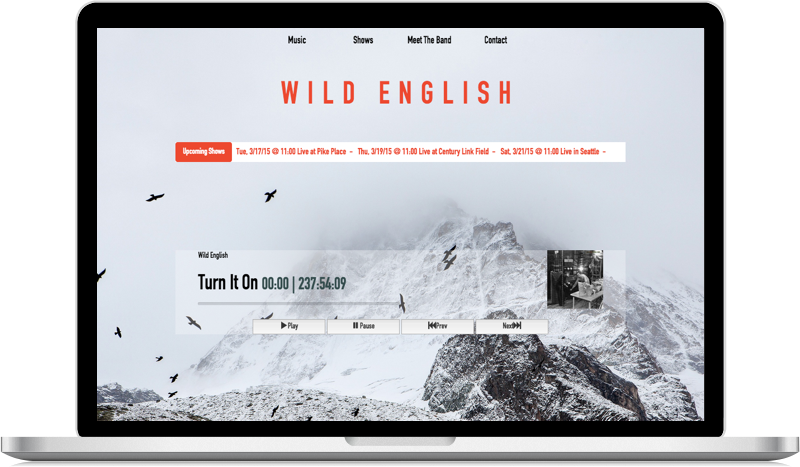 Music Shows Meet The Band Contact
WILD ENGLISH
Upcoming Shows Tue, 3/17/15 @ 11:00 Live at Pike Place - Thu, 3/19/15 @ 11:00 Live at Century Link Field - Sat, 3/21/15 @ 11:00 Live in Seattle -
Wild English
Turn It On 00:00 | 237:54:09
Play Pause Prev Next